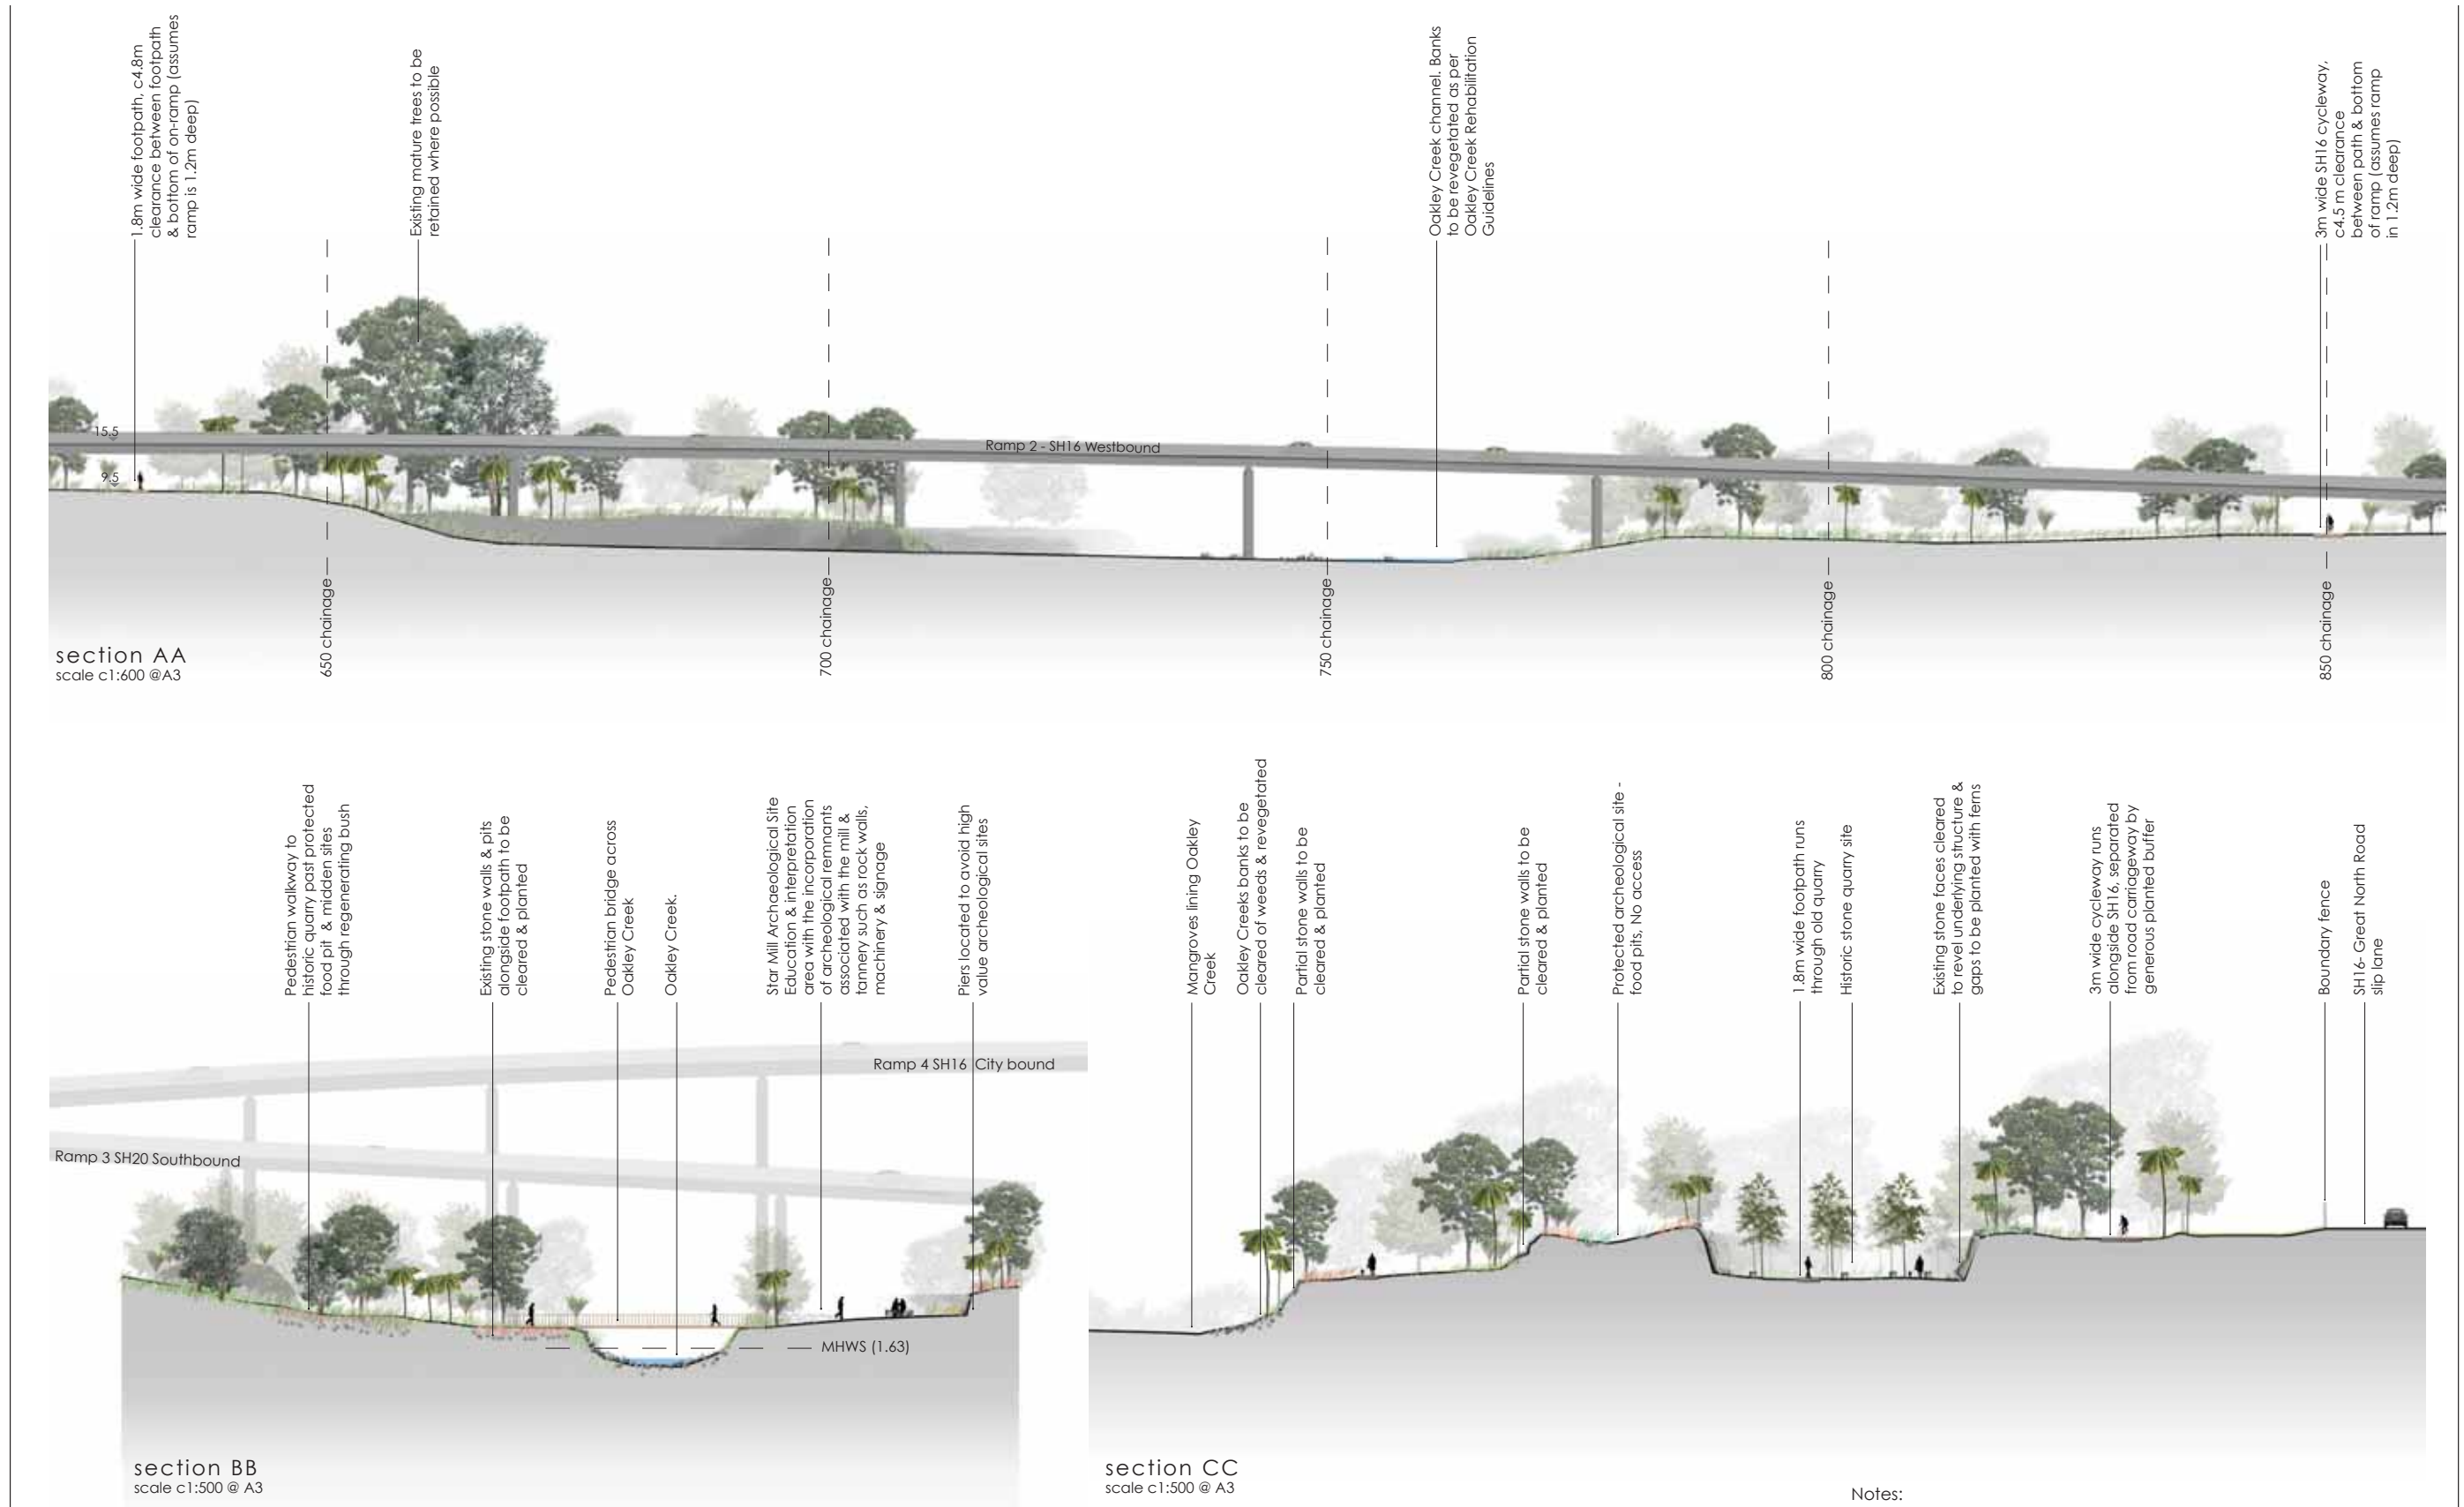 1.8m wide footpath, c4.8m
clearance between footpath
& bottom of on-ramp (assumes
ramp is 1.2m deep)
Existing mature trees to be
retained where possible
Oakley Creek channel. Banks
to be revegetated as per
Oakley Creek Rehabilitation
Guidelines
3m wide SH16 cycleway,
c4.5 m clearance
between path & bottom
of ramp (assumes ramp
in 1.2m deep)
15.5
9.5
Ramp 2 - SH16 Westbound
650 chainage
700 chainage
750 chainage
800 chainage
850 chainage
section AA
scale c1:600 @A3
Pedestrian walkway to
historic quarry past protected
food pit & midden sites
through regenerating bush
Existing stone walls & pits
alongside footpath to be
cleared & planted
Pedestrian bridge across
Oakley Creek
Oakley Creek.
Star Mill Archaeological Site
Education & interpretation
area with the incorporation
of archeological remnants
associated with the mill &
tannery such as rock walls,
machinery & signage
Piers located to avoid high
value archeological sites
Ramp 4 SH16 City bound
Ramp 3 SH20 Southbound
MHWS (1.63)
section BB
scale c1:500 @ A3
Mangroves lining Oakley
Creek
Oakley Creeks banks to be
cleared of weeds & revegetated
Partial stone walls to be
cleared & planted
Partial stone walls to be
cleared & planted
Protected archeological site -
food pits, No access
1.8m wide footpath runs
through old quarry
Historic stone quarry site
Existing stone faces cleared
to revel underlying structure &
gaps to be planted with ferns
3m wide cycleway runs
alongside SH16, separated
from road carriageway by
generous planted buffer
Boundary fence
SH16- Great North Road
slip lane
section CC
scale c1:500 @ A3
Notes: